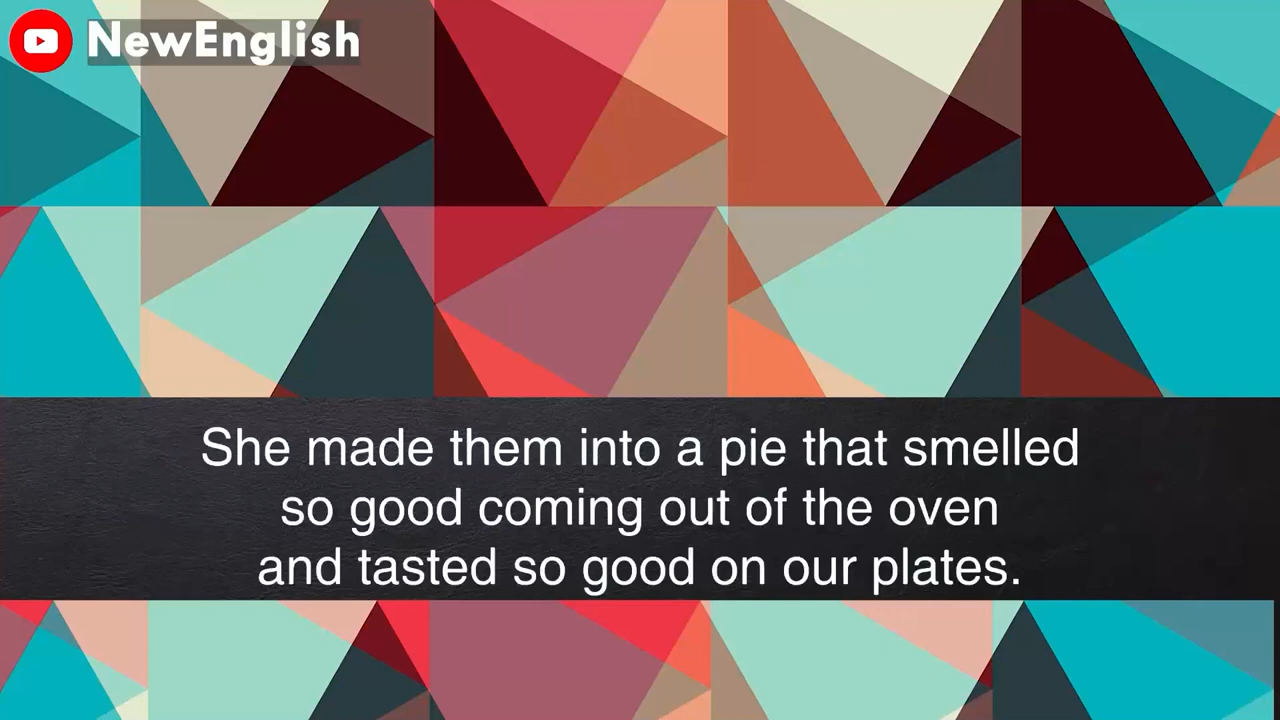 NewEnglish
She made them into a pie that smelled
so good coming out of the oven
and tasted so good on our plates.